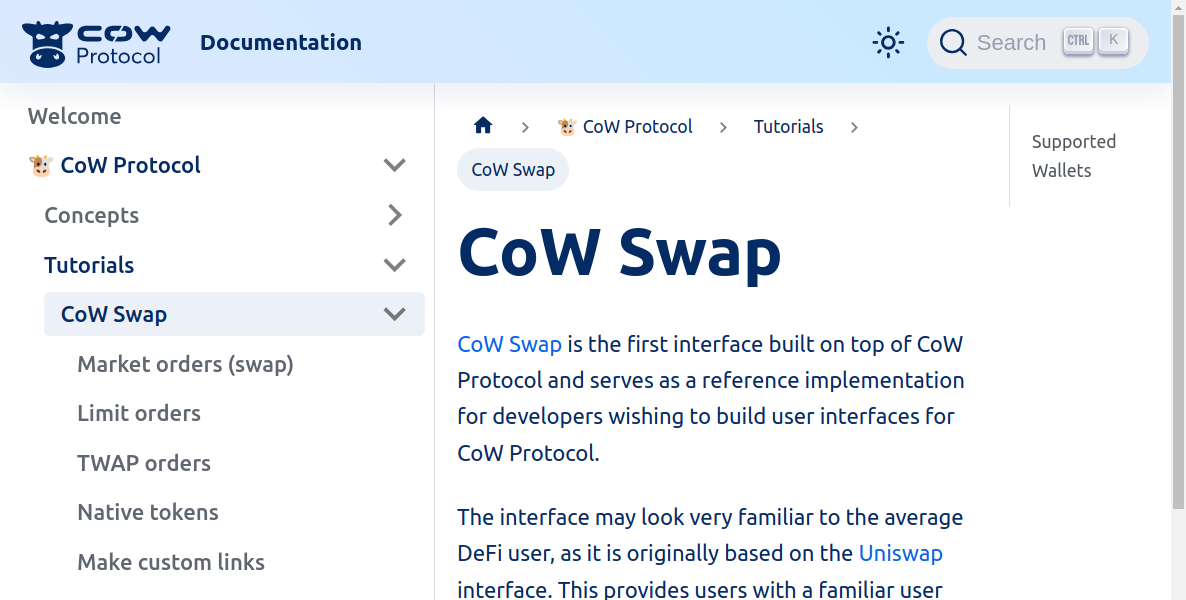 COW Protocol
Documentation
Search
CTRL K
Welcome
🐮 CoW Protocol
Concepts
Tutorials
CoW Swap
Market orders (swap)
Limit orders
TWAP orders
Native tokens
Make custom links
🐮 CoW Protocol
Tutorials
CoW Swap
CoW Swap
CoW Swap is the first interface built on top of CoW
Protocol and serves as a reference implementation
for developers wishing to build user interfaces for
CoW Protocol.
The interface may look very familiar to the average
DeFi user, as it is originally based on the Uniswap
interface. This provides users with a familiar user
Supported
Wallets